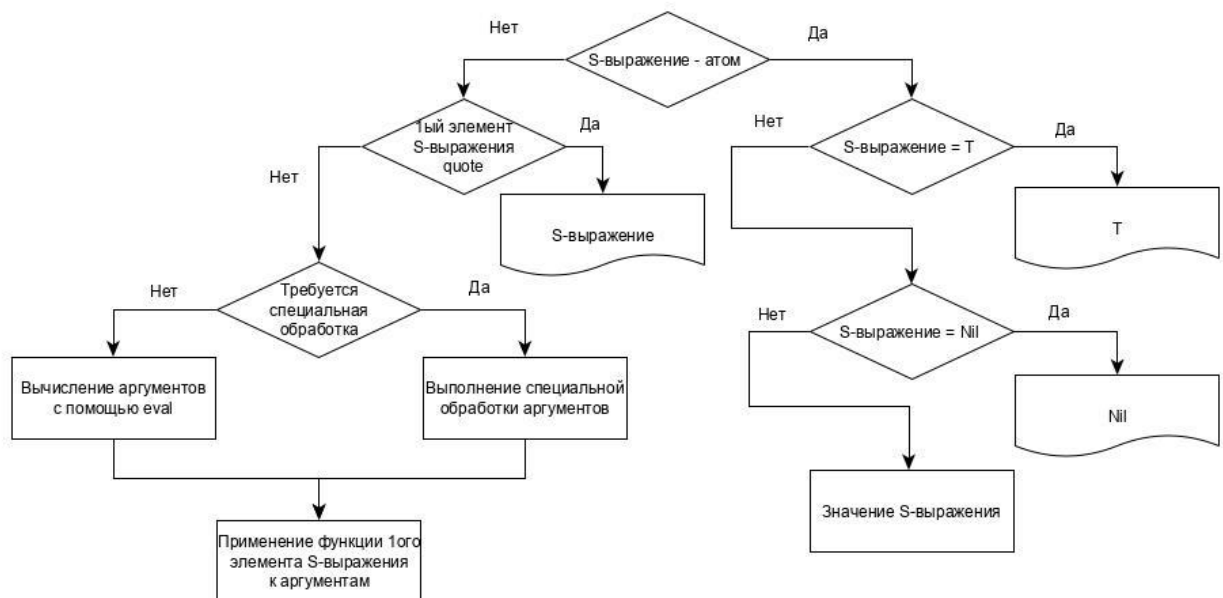 Нет
Да
S-выражение - атом
1ый элемент
S-выражения
quote
Да
Нет
S-выражение = T
Да
Нет
S-выражение
T
Нет
Требуется
специальная
обработка
Да
Нет
S-выражение = Nil
Да
Вычисление аргументов
с помощью eval
Выполнение специальной
обработки аргументов
Nil
Значение S-выражения
Применение функции 1ого
элемента S-выражения
к аргументам